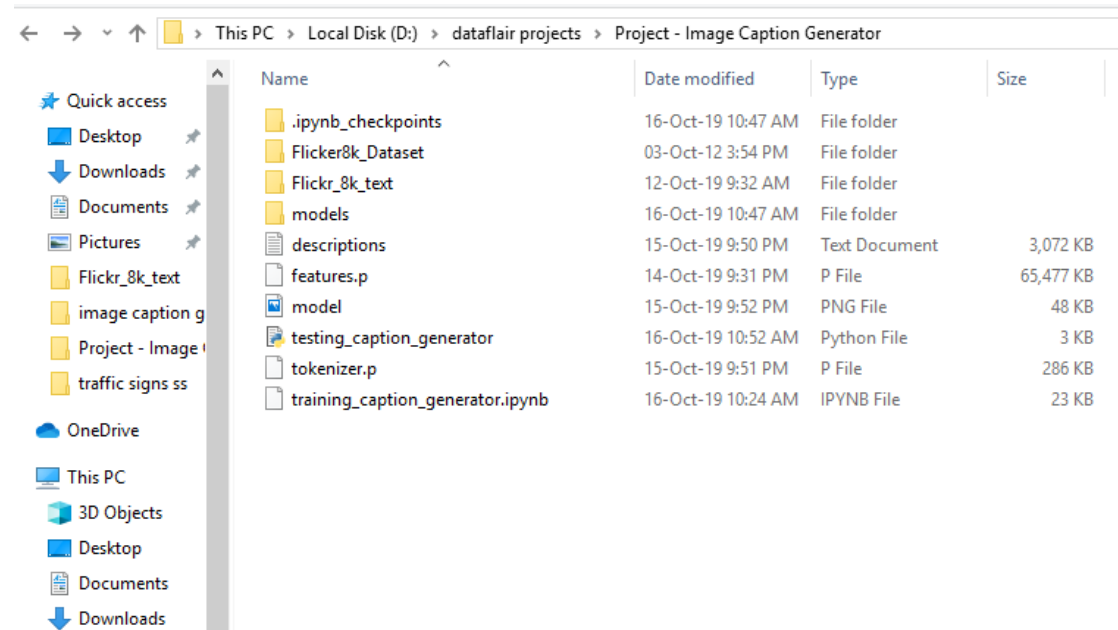 This PC > Local Disk (D:) > dataflair projects > Project - Image Caption Generator
Name Date modified Type Size
Quick access
Desktop
Downloads
Documents
Pictures
Flickr_8k_text
image caption g
Project - Image
traffic signs ss
OneDrive
This PC
3D Objects
Desktop
Documents
Downloads
.ipynb_checkpoints 16-Oct-19 10:47 AM File folder
Flicker8k_Dataset 03-Oct-12 3:54 PM File folder
Flickr_8k_text 12-Oct-19 9:32 AM File folder
models 16-Oct-19 10:47 AM File folder
descriptions 15-Oct-19 9:50 PM Text Document 3,072 KB
features.p 14-Oct-19 9:31 PM P File 65,477 KB
model 15-Oct-19 9:52 PM PNG File 48 KB
testing_caption_generator 16-Oct-19 10:52 AM Python File 3 KB
tokenizer.p 15-Oct-19 9:51 PM P File 286 KB
training_caption_generator.ipynb 16-Oct-19 10:24 AM IPYNB File 23 KB